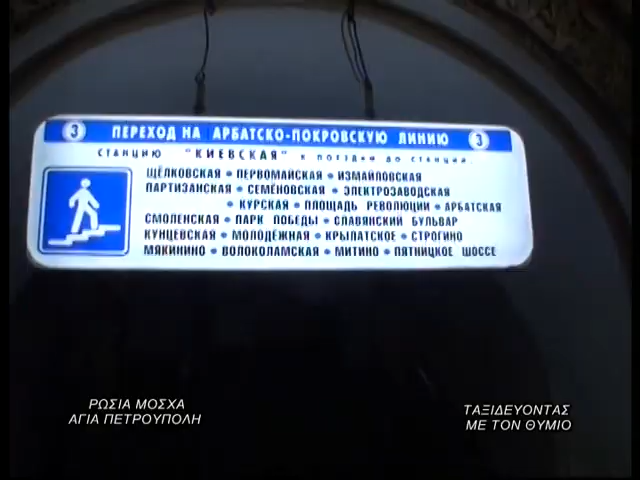 3 ПЕРЕХОД НА АРБАТСКО-ПОКРОВСКУЮ ЛИНИЮ 3
СТАНЦИЮ "КИЕВСКАЯ" К ПОЕЗДАМ ДО СТАНЦИЙ
ЩЁЛКОВСКАЯ • ПЕРВОМАЙСКАЯ • ИЗМАЙЛОВСКАЯ
ПАРТИЗАНСКАЯ • СЕМЁНОВСКАЯ • ЭЛЕКТРОЗАВОДСКАЯ
• КУРСКАЯ • ПЛОЩАДЬ РЕВОЛЮЦИИ • АРБАТСКАЯ
СМОЛЕНСКАЯ • ПАРК ПОБЕДЫ • СЛАВЯНСКИЙ БУЛЬВАР
КУНЦЕВСКАЯ • МОЛОДЁЖНАЯ • КРЫЛАТСКОЕ • СТРОГИНО
МЯКИНИНО • ВОЛОКОЛАМСКАЯ • МИТИНО • ПЯТНИЦКОЕ ШОССЕ
ΡΩΣΙΑ ΜΟΣΧΑ
ΑΓΙΑ ΠΕΤΡΟΥΠΟΛΗ
ΤΑΞΙΔΕΥΟΝΤΑΣ
ΜΕ ΤΟΝ ΘΥΜΙΟ